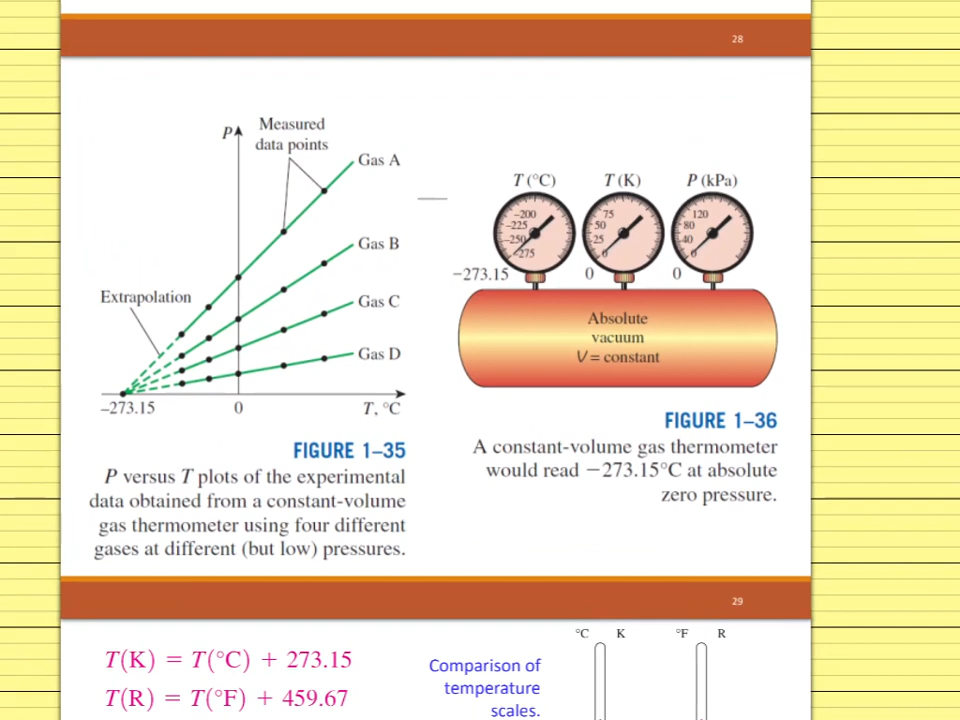 28
P
Measured
data points
Gas A
Gas B
Extrapolation
Gas C
Gas D
−273.15
0
T, °C
FIGURE 1–35
P versus T plots of the experimental
data obtained from a constant-volume
gas thermometer using four different
gases at different (but low) pressures.
T (°C)
T (K)
P (kPa)
−200
−225
−250
−275
75
50
25
0
120
80
40
0
−273.15
0
0
Absolute
vacuum
V = constant
FIGURE 1–36
A constant-volume gas thermometer
would read −273.15°C at absolute
zero pressure.
29
T(K) = T(°C) + 273.15
T(R) = T(°F) + 459.67
Comparison of
temperature
scales.
°C K °F R